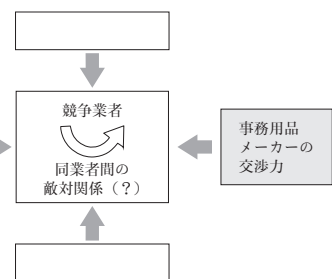 競争業者
同業者間の
敵対関係（？）
事務用品
メーカーの
交渉力